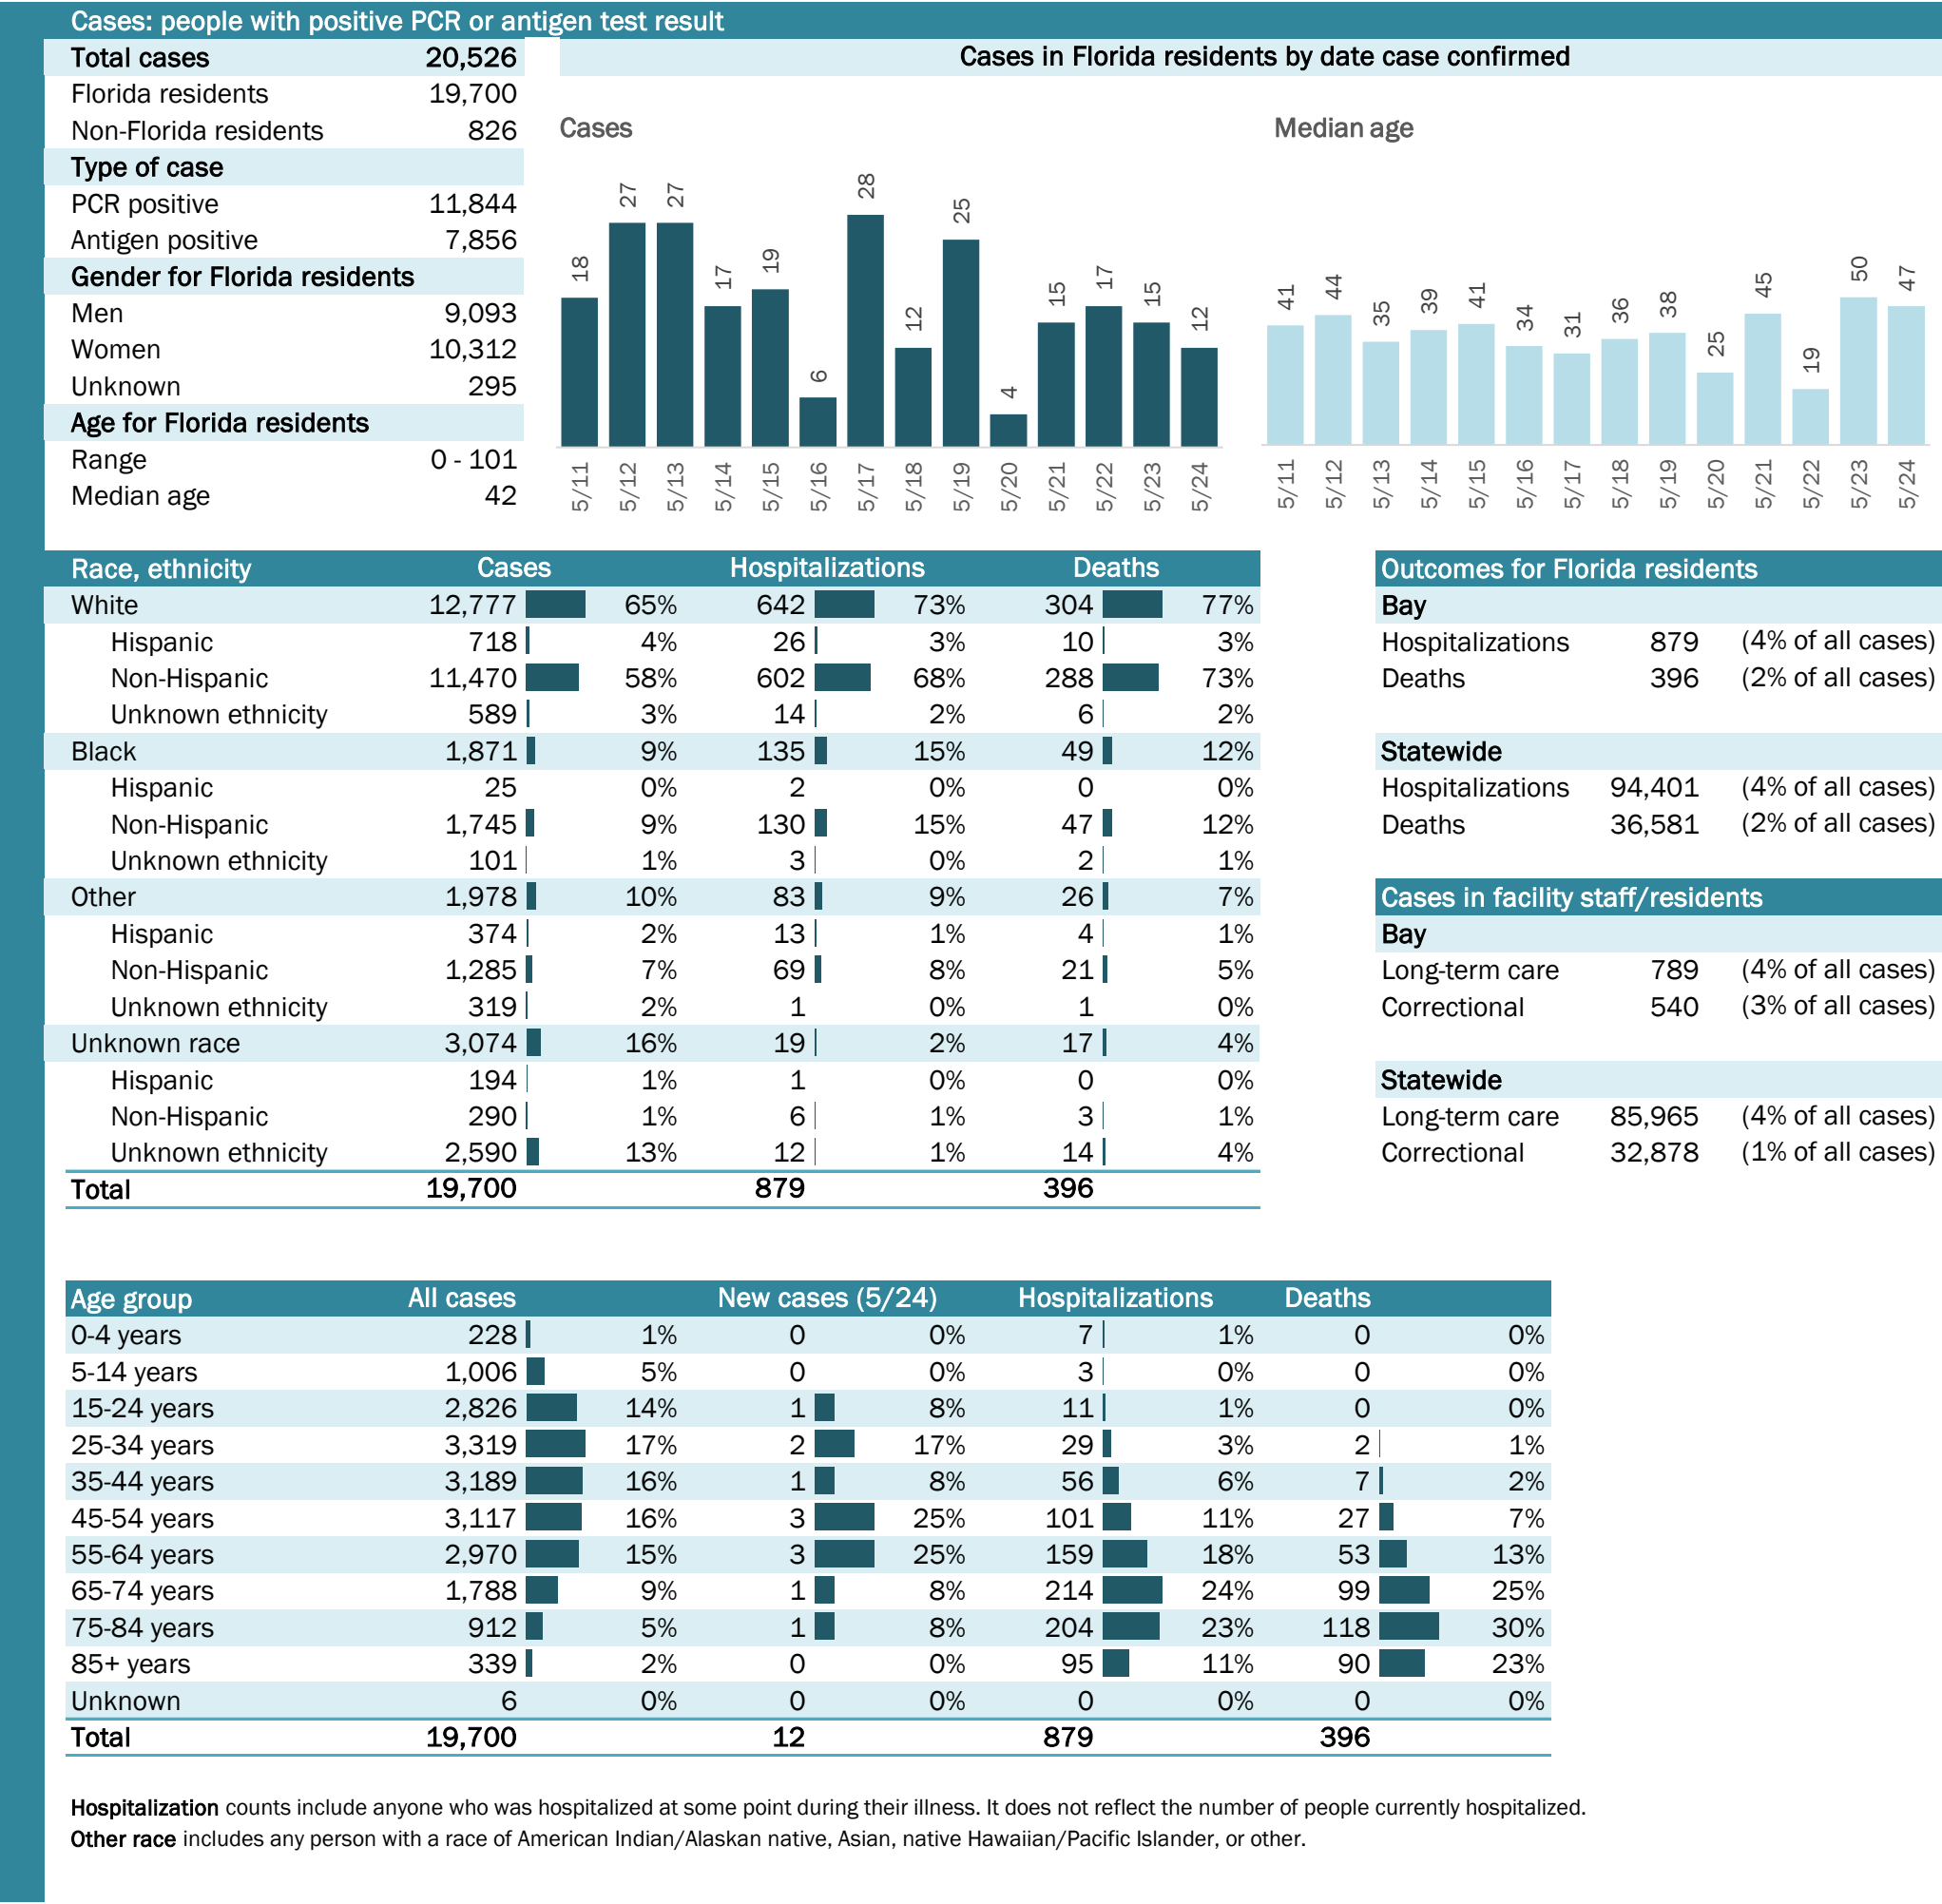 Cases: people with positive PCR or antigen test result
Total cases 20,526
Florida residents 19,700
Non-Florida residents 826
Type of case
PCR positive 11,844
Antigen positive 7,856
Gender for Florida residents
Men 9,093
Women 10,312
Unknown 295
Age for Florida residents
Range 0 - 101
Median age 42
Cases in Florida residents by date case confirmed
Cases
18 27 27 17 19 6 28 12 25 4 15 17 15 12
5/11 5/12 5/13 5/14 5/15 5/16 5/17 5/18 5/19 5/20 5/21 5/22 5/23 5/24
Median age
41 44 35 39 41 34 31 36 38 25 45 19 50 47
5/11 5/12 5/13 5/14 5/15 5/16 5/17 5/18 5/19 5/20 5/21 5/22 5/23 5/24
Race, ethnicity Cases Hospitalizations Deaths
White 12,777 65% 642 73% 304 77%
Hispanic 718 4% 26 3% 10 3%
Non-Hispanic 11,470 58% 602 68% 288 73%
Unknown ethnicity 589 3% 14 2% 6 2%
Black 1,871 9% 135 15% 49 12%
Hispanic 25 0% 2 0% 0 0%
Non-Hispanic 1,745 9% 130 15% 47 12%
Unknown ethnicity 101 1% 3 0% 2 1%
Other 1,978 10% 83 9% 26 7%
Hispanic 374 2% 13 1% 4 1%
Non-Hispanic 1,285 7% 69 8% 21 5%
Unknown ethnicity 319 2% 1 0% 1 0%
Unknown race 3,074 16% 19 2% 17 4%
Hispanic 194 1% 1 0% 0 0%
Non-Hispanic 290 1% 6 1% 3 1%
Unknown ethnicity 2,590 13% 12 1% 14 4%
Total 19,700 879 396
Outcomes for Florida residents
Bay
Hospitalizations 879 (4% of all cases)
Deaths 396 (2% of all cases)
Statewide
Hospitalizations 94,401 (4% of all cases)
Deaths 36,581 (2% of all cases)
Cases in facility staff/residents
Bay
Long-term care 789 (4% of all cases)
Correctional 540 (3% of all cases)
Statewide
Long-term care 85,965 (4% of all cases)
Correctional 32,878 (1% of all cases)
Age group All cases New cases (5/24) Hospitalizations Deaths
0-4 years 228 1% 0 0% 7 1% 0 0%
5-14 years 1,006 5% 0 0% 3 0% 0 0%
15-24 years 2,826 14% 1 8% 11 1% 0 0%
25-34 years 3,319 17% 2 17% 29 3% 2 1%
35-44 years 3,189 16% 1 8% 56 6% 7 2%
45-54 years 3,117 16% 3 25% 101 11% 27 7%
55-64 years 2,970 15% 3 25% 159 18% 53 13%
65-74 years 1,788 9% 1 8% 214 24% 99 25%
75-84 years 912 5% 1 8% 204 23% 118 30%
85+ years 339 2% 0 0% 95 11% 90 23%
Unknown 6 0% 0 0% 0 0% 0 0%
Total 19,700 12 879 396
Hospitalization counts include anyone who was hospitalized at some point during their illness. It does not reflect the number of people currently hospitalized.
Other race includes any person with a race of American Indian/Alaskan native, Asian, native Hawaiian/Pacific Islander, or other.